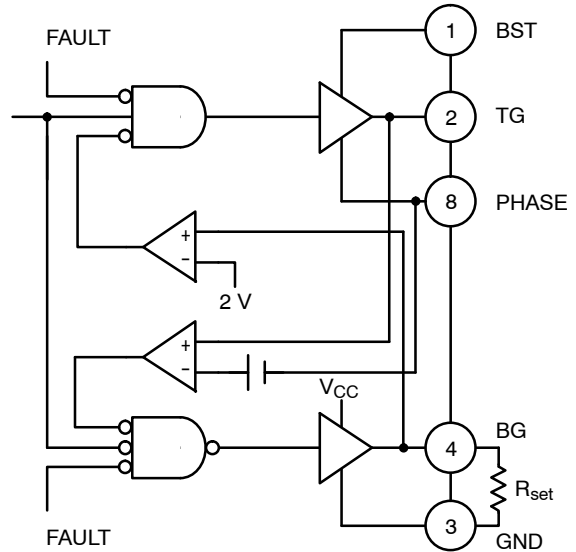 FAULT
1 BST
2 TG
8 PHASE
+
-
2 V
+
-
VCC
BG
4
Rset
3
GND
FAULT